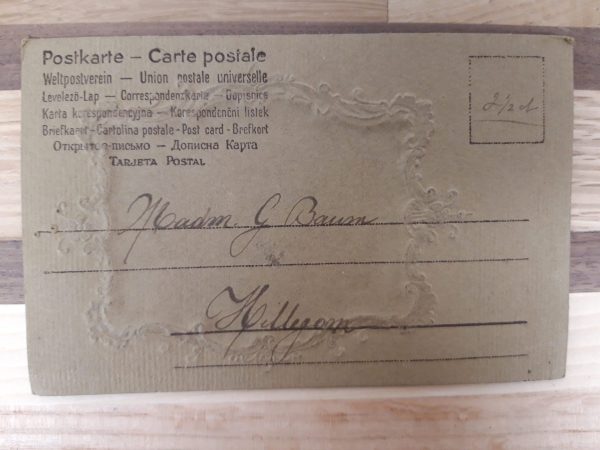 Postkarte – Carte postale
Weltpostverein – Union postale universelle
Levelező-Lap – Correspondenzkarte – Dopisnice
Karta korespondencyjna – Korespondenční lístek
Briefkaart – Cartolina postale – Post card – Brefkort
Открытое письмо – Дописна Карта
TARJETA POSTAL
Madm. G Baum
Hillegom